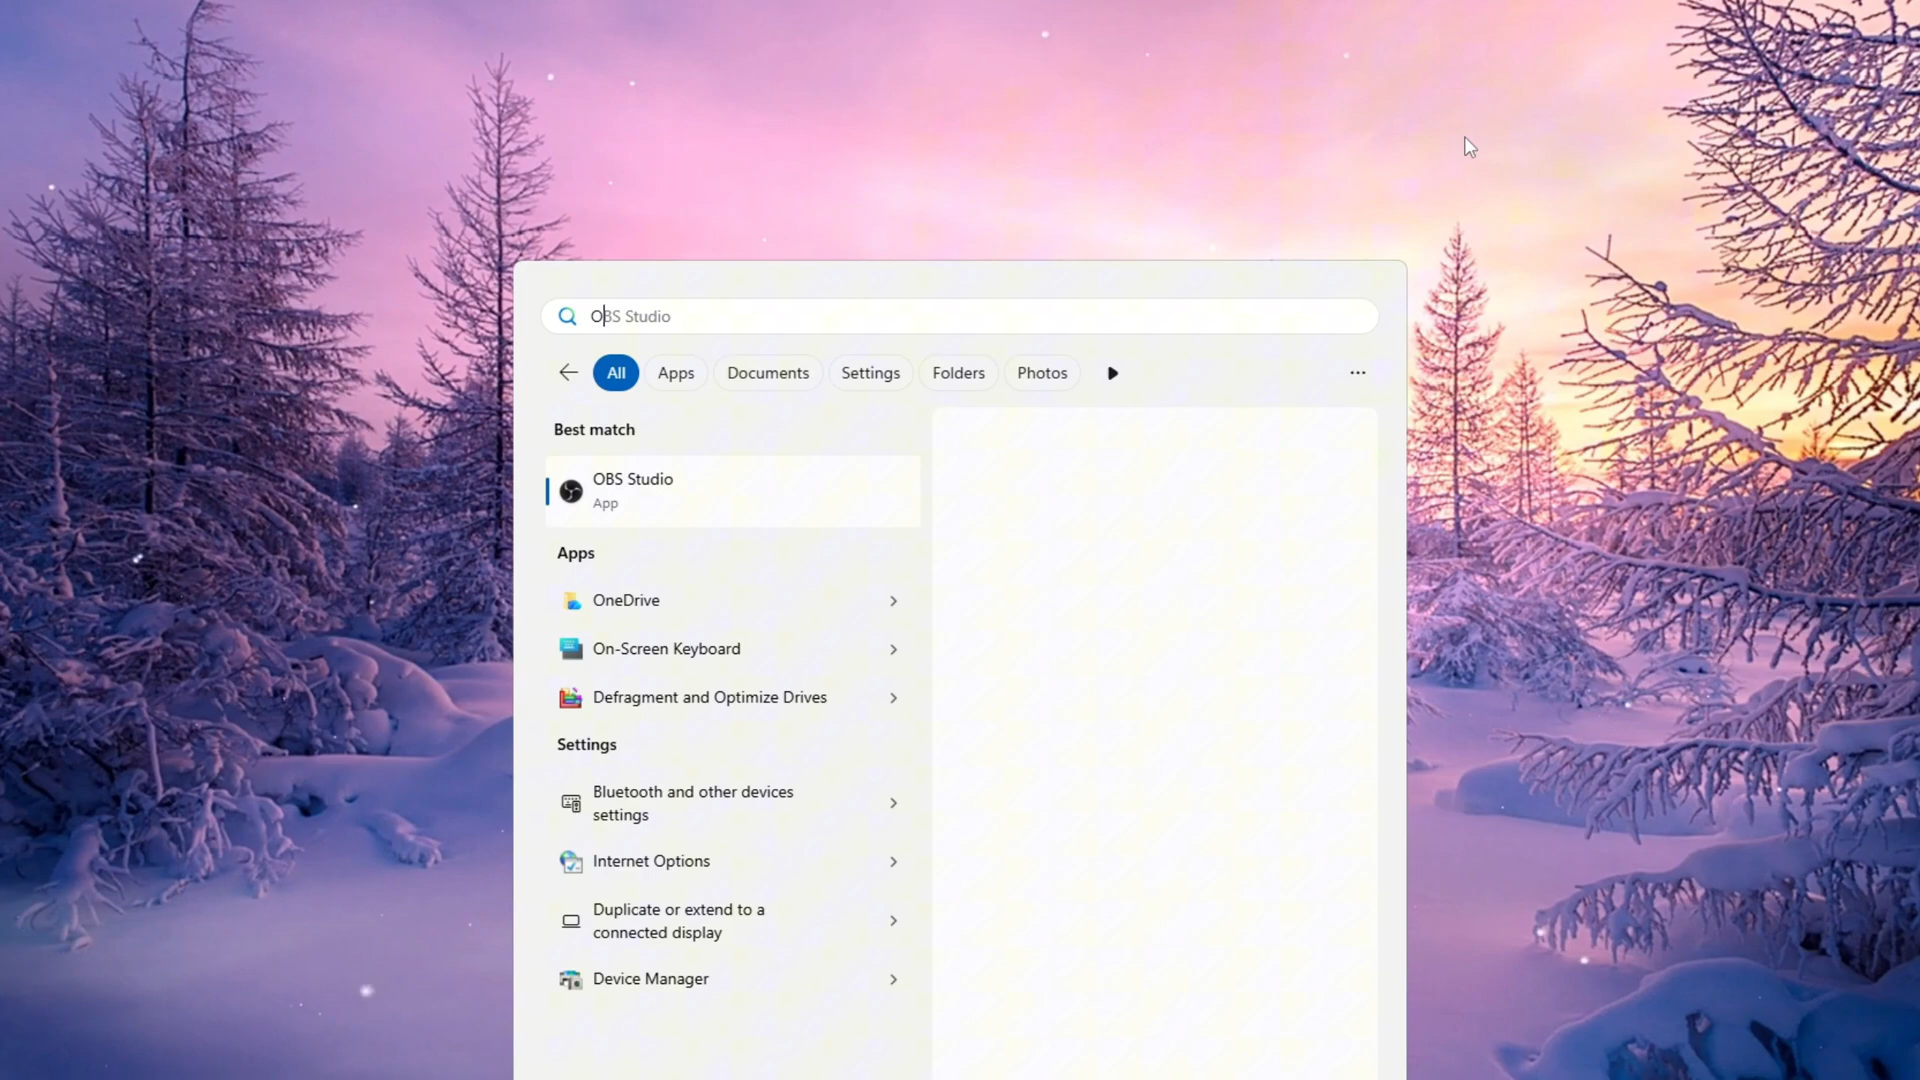 OBS Studio
All Apps Documents Settings Folders Photos
Best match
OBS Studio
App
Apps
OneDrive
On-Screen Keyboard
Defragment and Optimize Drives
Settings
Bluetooth and other devices
settings
Internet Options
Duplicate or extend to a
connected display
Device Manager